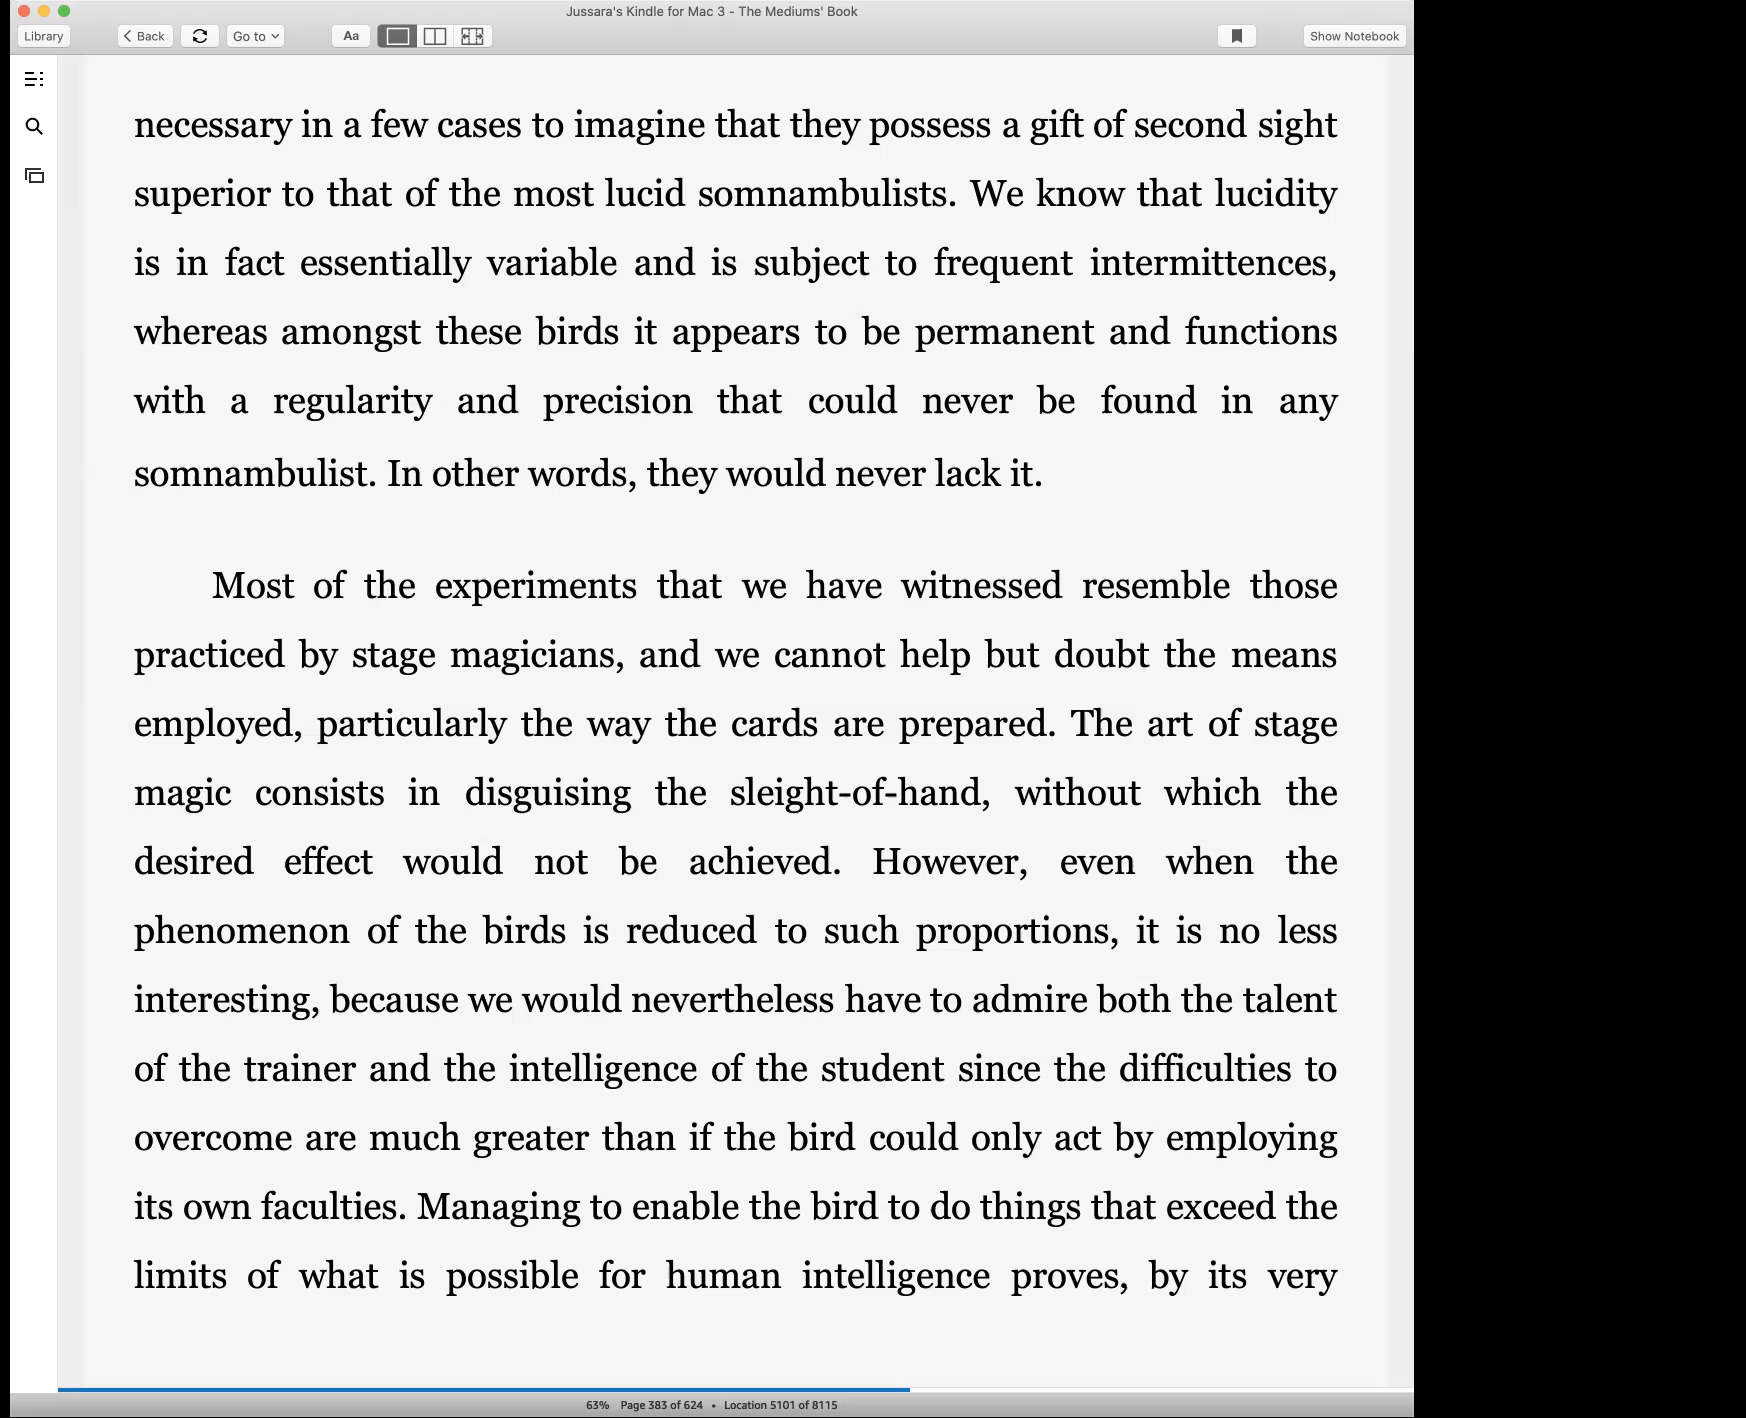 Jussara's Kindle for Mac 3 - The Mediums' Book
Library Back Go to Aa Show Notebook
necessary in a few cases to imagine that they possess a gift of second sight
superior to that of the most lucid somnambulists. We know that lucidity
is in fact essentially variable and is subject to frequent intermittences,
whereas amongst these birds it appears to be permanent and functions
with a regularity and precision that could never be found in any
somnambulist. In other words, they would never lack it.
Most of the experiments that we have witnessed resemble those
practiced by stage magicians, and we cannot help but doubt the means
employed, particularly the way the cards are prepared. The art of stage
magic consists in disguising the sleight-of-hand, without which the
desired effect would not be achieved. However, even when the
phenomenon of the birds is reduced to such proportions, it is no less
interesting, because we would nevertheless have to admire both the talent
of the trainer and the intelligence of the student since the difficulties to
overcome are much greater than if the bird could only act by employing
its own faculties. Managing to enable the bird to do things that exceed the
limits of what is possible for human intelligence proves, by its very
63% Page 383 of 624 • Location 5101 of 8115